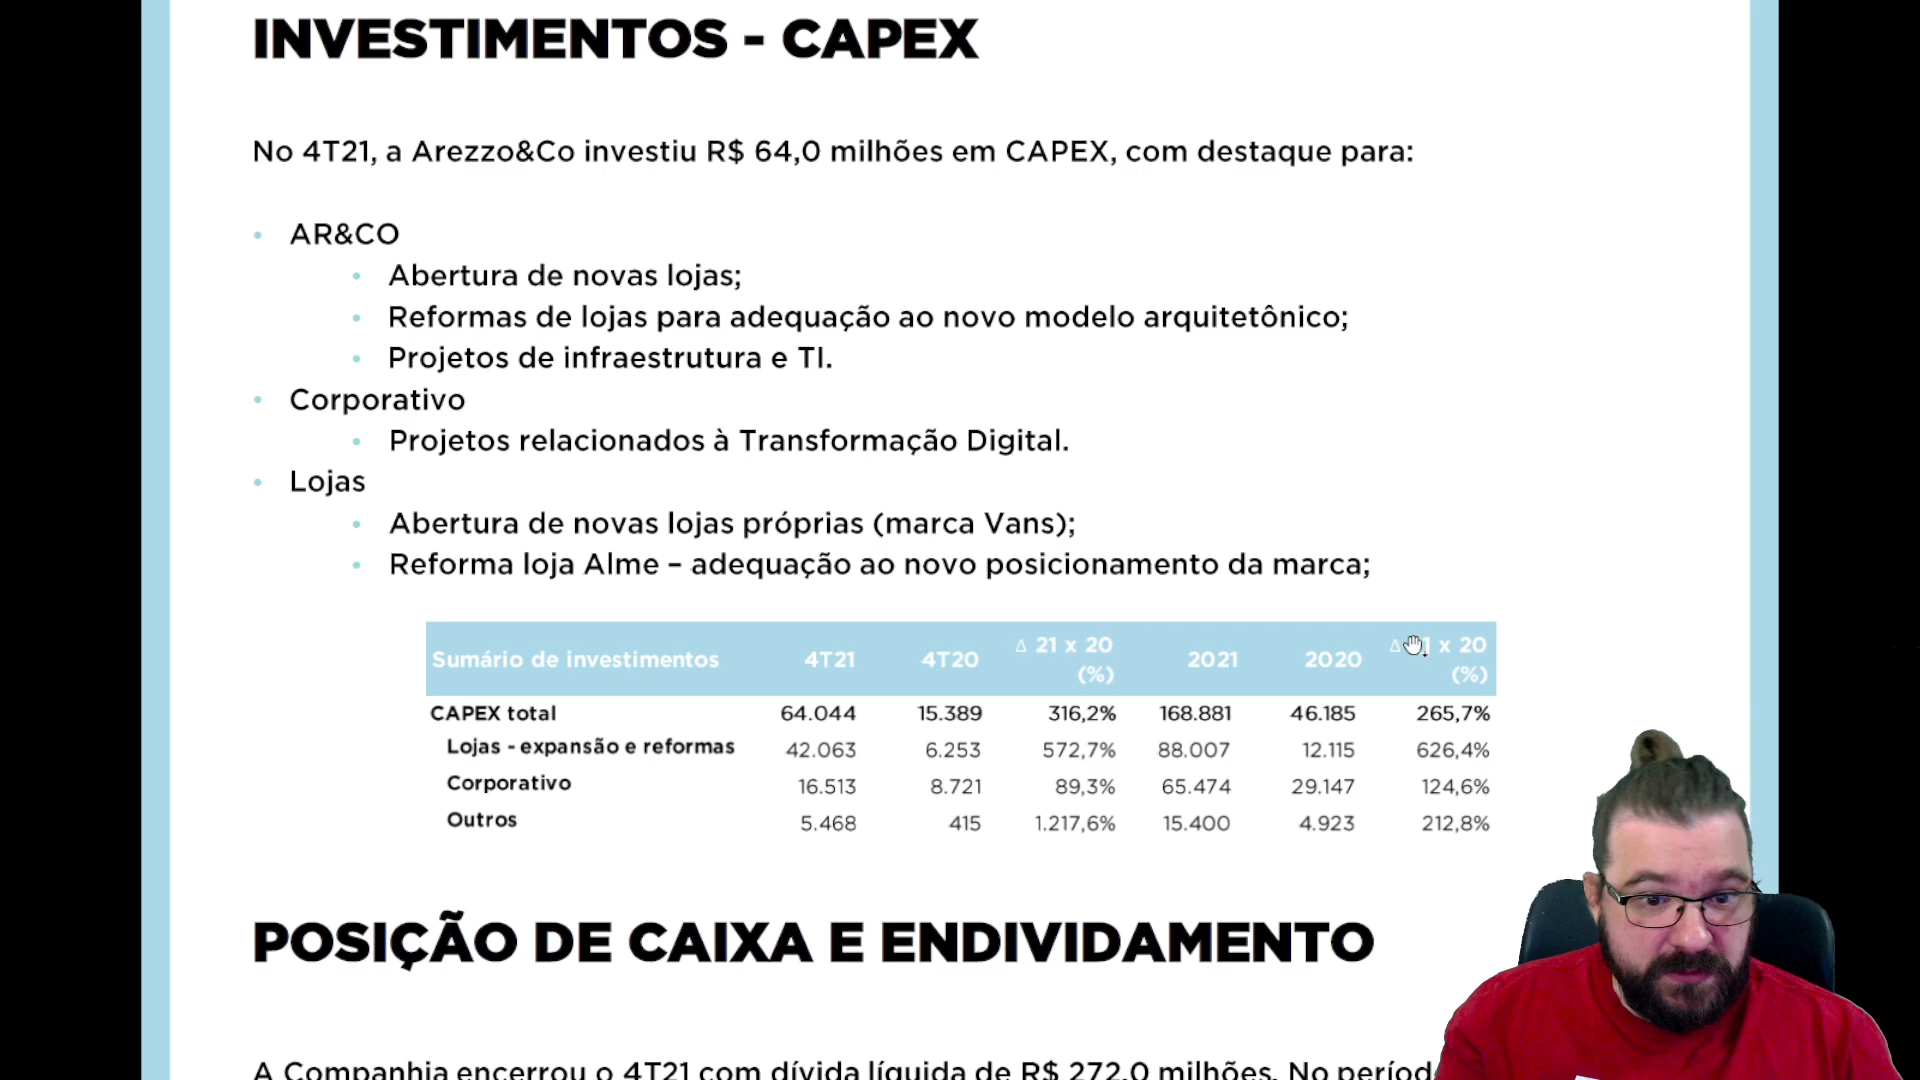 INVESTIMENTOS - CAPEX
No 4T21, a Arezzo&Co investiu R$ 64,0 milhões em CAPEX, com destaque para:
• AR&CO
• Abertura de novas lojas;
• Reformas de lojas para adequação ao novo modelo arquitetônico;
• Projetos de infraestrutura e TI.
• Corporativo
• Projetos relacionados à Transformação Digital.
• Lojas
• Abertura de novas lojas próprias (marca Vans);
• Reforma loja Alme – adequação ao novo posicionamento da marca;
Sumário de investimentos 4T21 4T20 Δ 21 x 20 (%) 2021 2020 Δ x 20 (%)
CAPEX total 64.044 15.389 316,2% 168.881 46.185 265,7%
Lojas - expansão e reformas 42.063 6.253 572,7% 88.007 12.115 626,4%
Corporativo 16.513 8.721 89,3% 65.474 29.147 124,6%
Outros 5.468 415 1.217,6% 15.400 4.923 212,8%
POSIÇÃO DE CAIXA E ENDIVIDAMENTO
A Companhia encerrou o 4T21 com dívida líquida de R$ 272,0 milhões. No períod